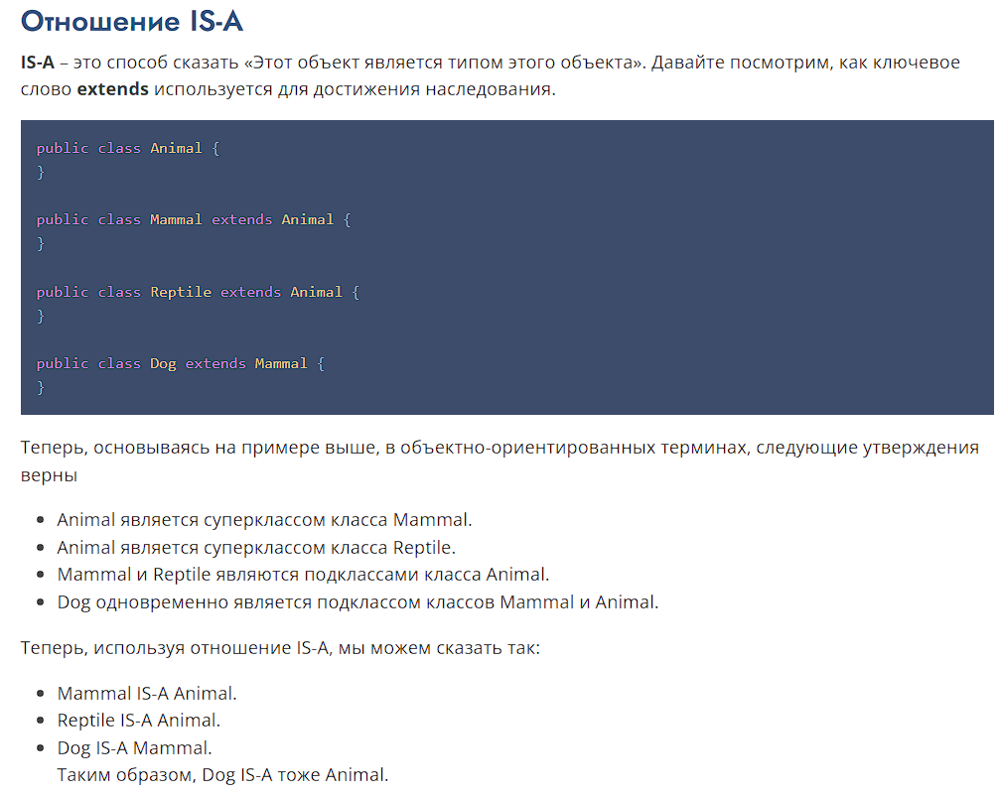 Отношение IS-A
IS-A – это способ сказать «Этот объект является типом этого объекта». Давайте посмотрим, как ключевое
слово extends используется для достижения наследования.
public class Animal {
}
public class Mammal extends Animal {
}
public class Reptile extends Animal {
}
public class Dog extends Mammal {
}
Теперь, основываясь на примере выше, в объектно-ориентированных терминах, следующие утверждения
верны
• Animal является суперклассом класса Mammal.
• Animal является суперклассом класса Reptile.
• Mammal и Reptile являются подклассами класса Animal.
• Dog одновременно является подклассом классов Mammal и Animal.
Теперь, используя отношение IS-A, мы можем сказать так:
• Mammal IS-A Animal.
• Reptile IS-A Animal.
• Dog IS-A Mammal.
Таким образом, Dog IS-A тоже Animal.